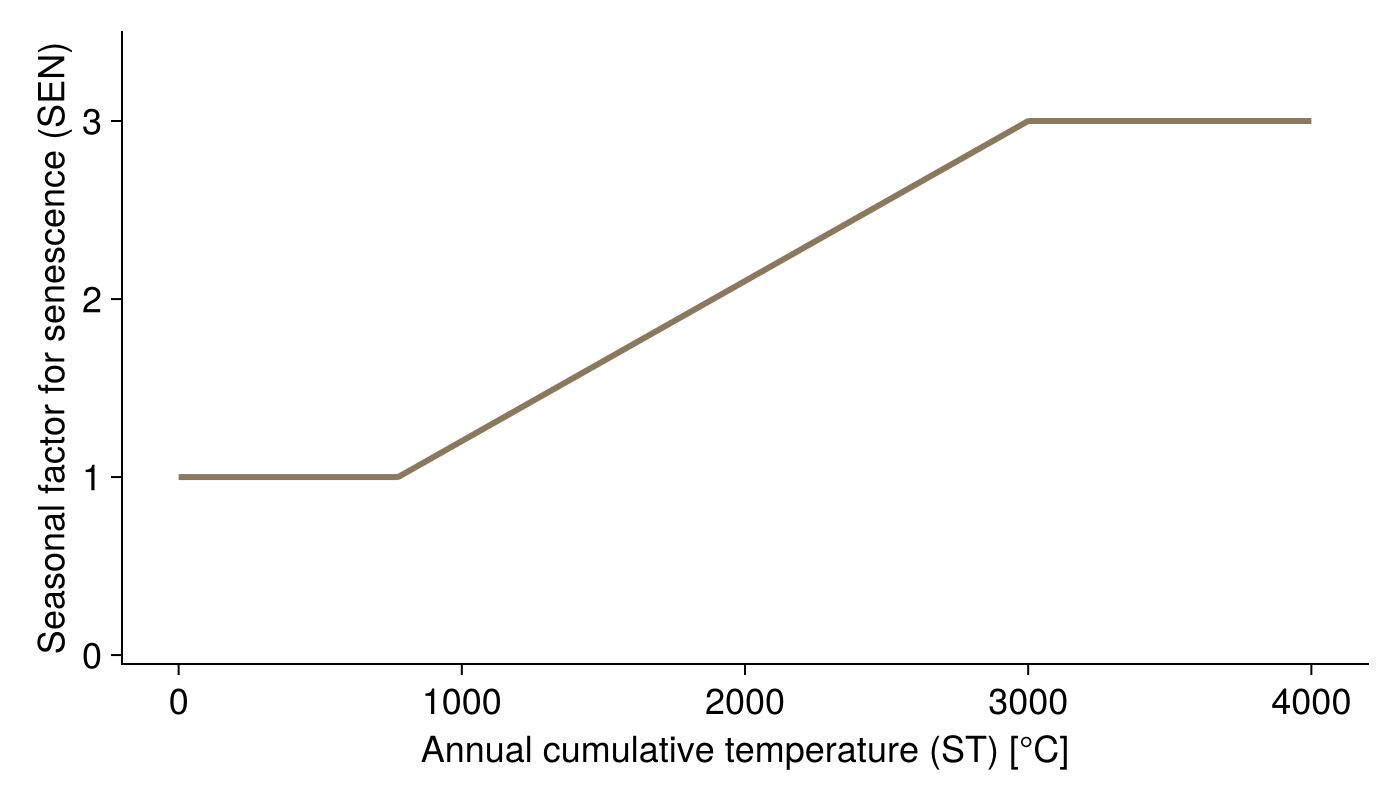 Seasonal factor for senescence (SEN)
3
2
1
0
0 1000 2000 3000 4000
Annual cumulative temperature (ST) [°C]